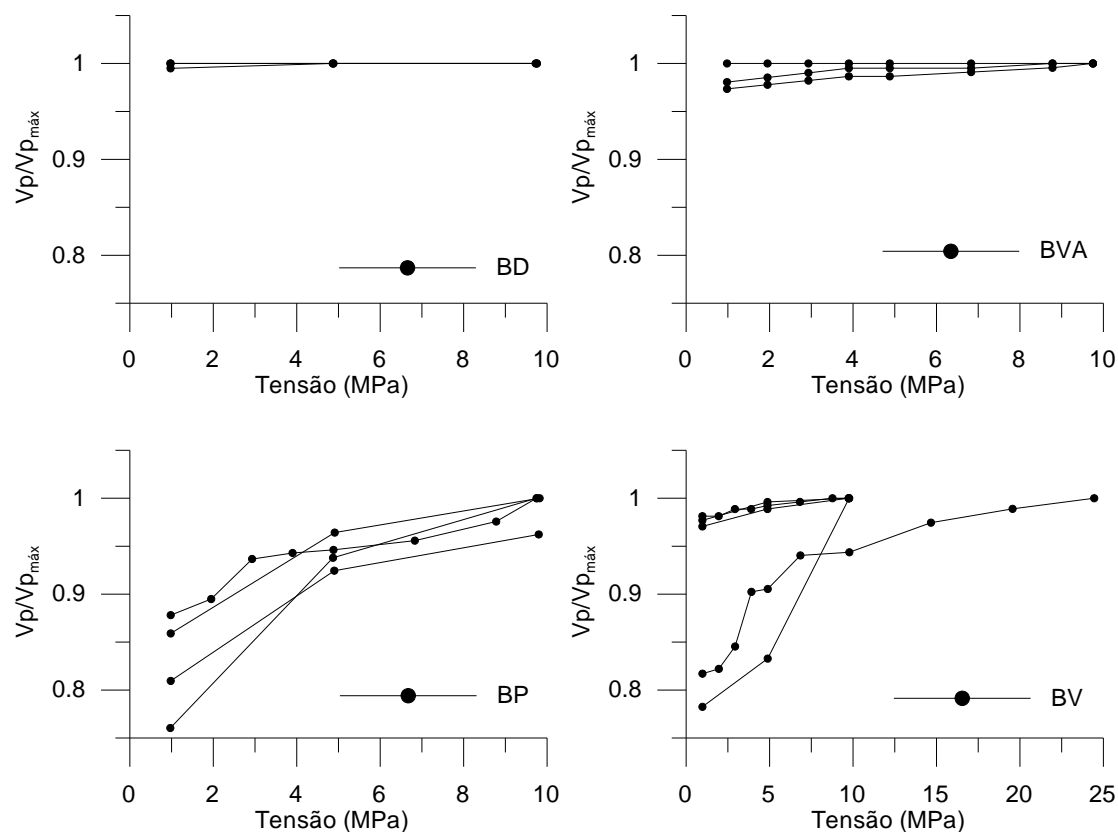 1
0.9
0.8
Vp/Vpmáx
BD
0 2 4 6 8 10
Tensão (MPa)
1
0.9
0.8
Vp/Vpmáx
BVA
0 2 4 6 8 10
Tensão (MPa)
1
0.9
0.8
Vp/Vpmáx
BP
0 2 4 6 8 10
Tensão (MPa)
1
0.9
0.8
Vp/Vpmáx
BV
0 5 10 15 20 25
Tensão (MPa)